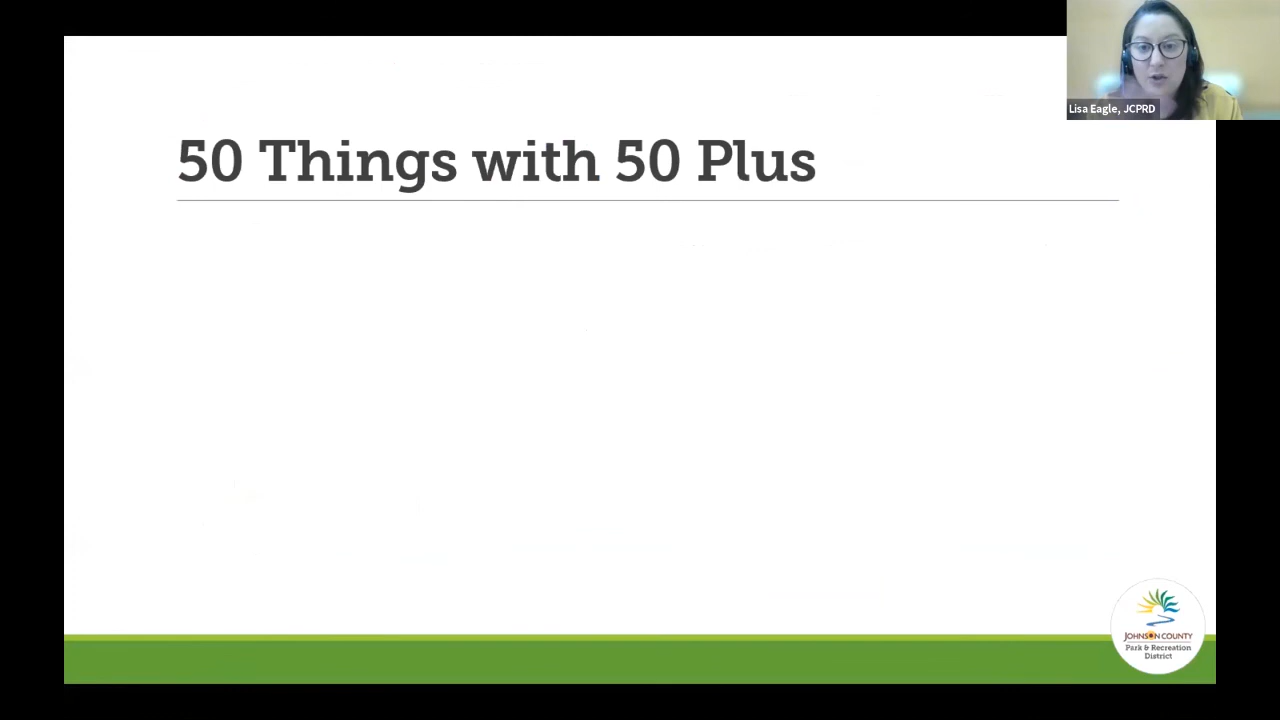 Lisa Eagle, JCPRD
50 Things with 50 Plus
JOHNSON COUNTY
Park & Recreation
District